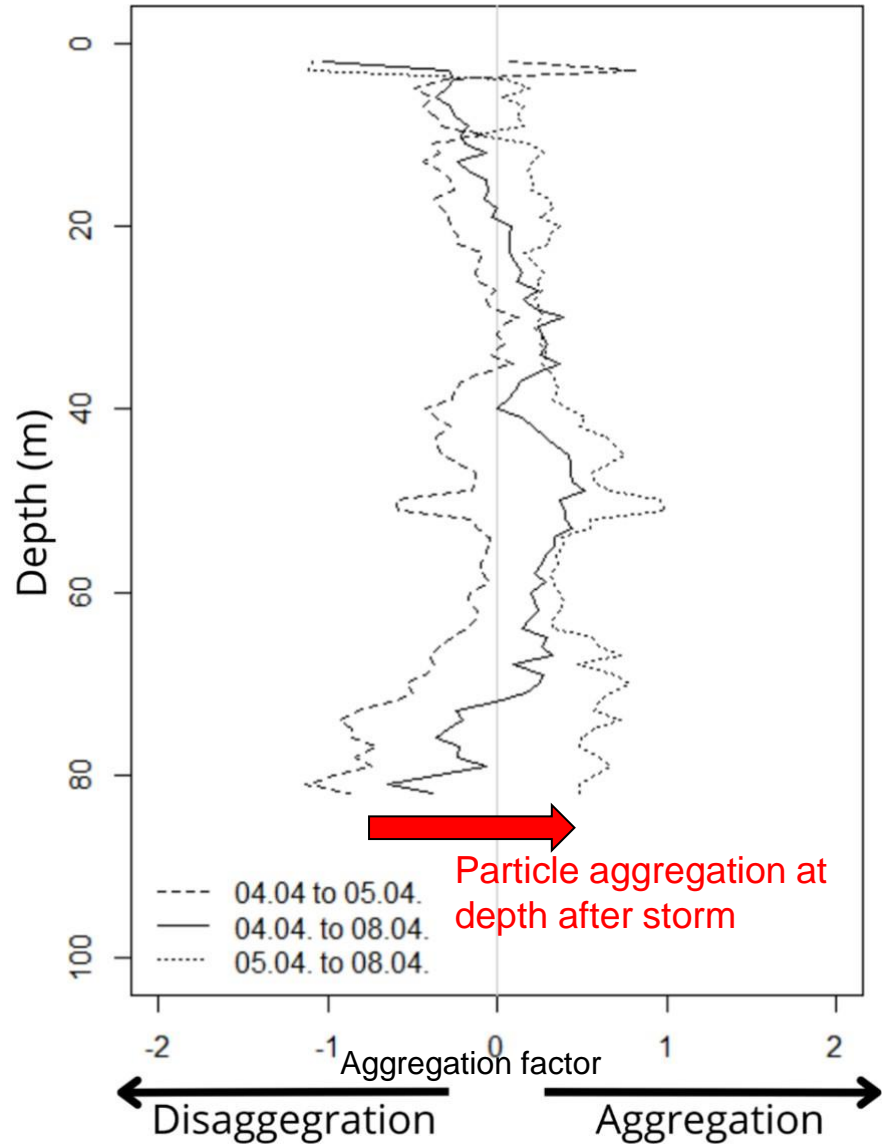 0
20
40
60
80
100
Depth (m)
Particle aggregation at
depth after storm
04.04 to 05.04.
04.04. to 08.04.
05.04. to 08.04.
-2
-1
0
1
2
Aggregation factor
Disaggegration
Aggregation